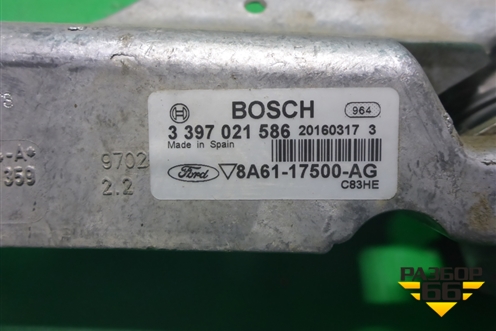 BOSCH 964
3 397 021 586 20160317 3
Made in Spain
Ford 8A61-17500-AG
C83HE
9702
359
2.2
РАЗБОР
66